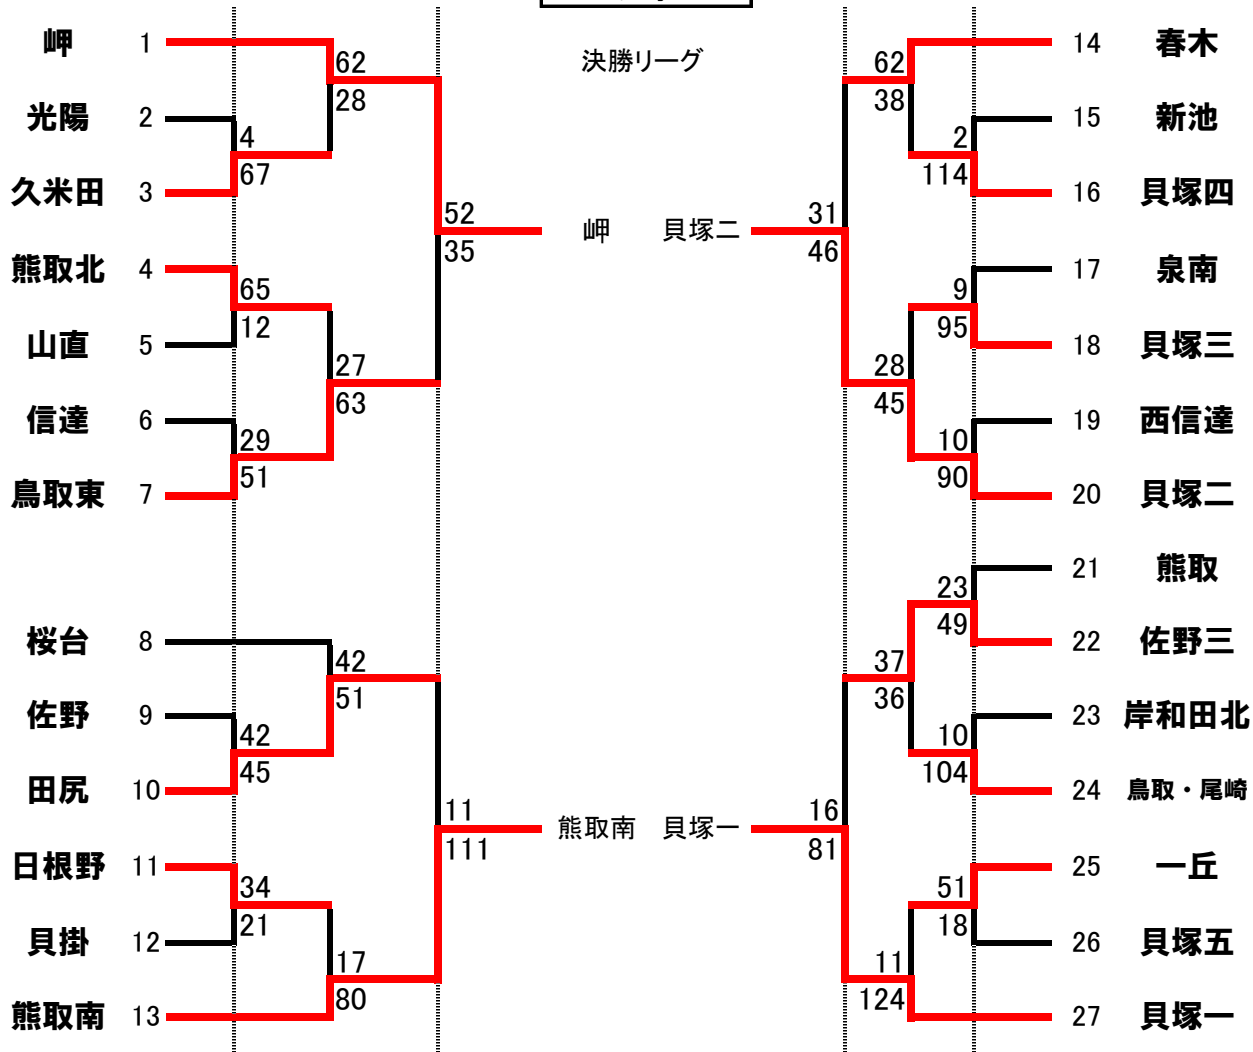 決勝リーグ
岬 1
光陽 2
久米田 3
熊取北 4
山直 5
信達 6
鳥取東 7
桜台 8
佐野 9
田尻 10
日根野 11
貝掛 12
熊取南 13
62
28
4
67
52
35
65
12
27
63
29
51
42
51
42
45
11
111
34
21
17
80
岬 貝塚二
熊取南 貝塚一
62
38
2
114
31
46
9
95
28
45
10
90
23
49
37
36
10
104
16
81
51
18
11
124
14 春木
15 新池
16 貝塚四
17 泉南
18 貝塚三
19 西信達
20 貝塚二
21 熊取
22 佐野三
23 岸和田北
24 鳥取・尾崎
25 一丘
26 貝塚五
27 貝塚一